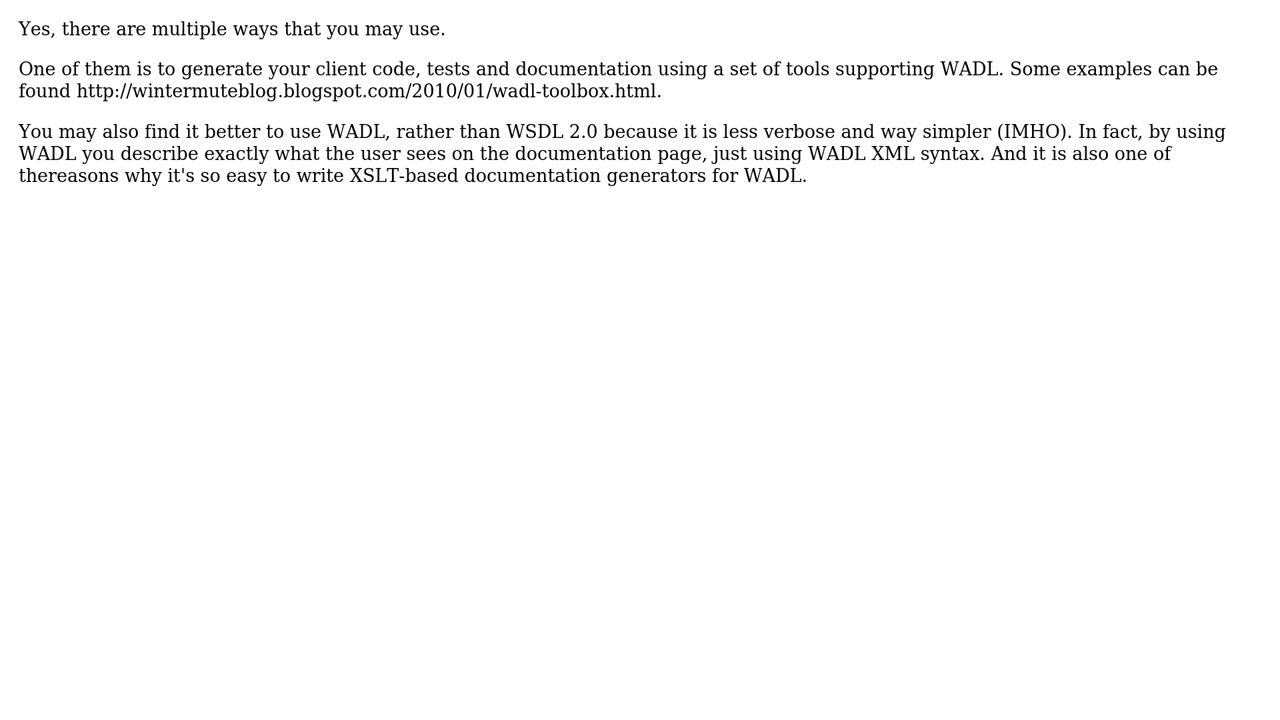 Yes, there are multiple ways that you may use.
One of them is to generate your client code, tests and documentation using a set of tools supporting WADL. Some examples can be
found http://wintermuteblog.blogspot.com/2010/01/wadl-toolbox.html.
You may also find it better to use WADL, rather than WSDL 2.0 because it is less verbose and way simpler (IMHO). In fact, by using
WADL you describe exactly what the user sees on the documentation page, just using WADL XML syntax. And it is also one of
thereasons why it's so easy to write XSLT-based documentation generators for WADL.